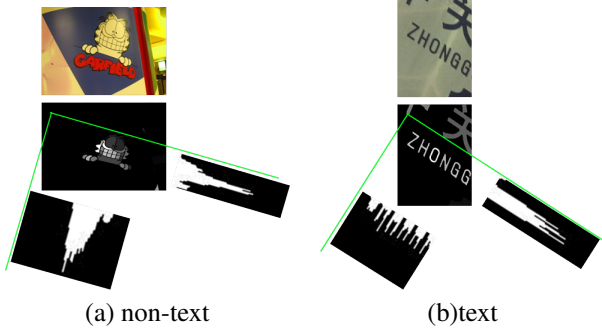 GARFIELD
ZHONGG
ZHONGG
(a) non-text
(b)text